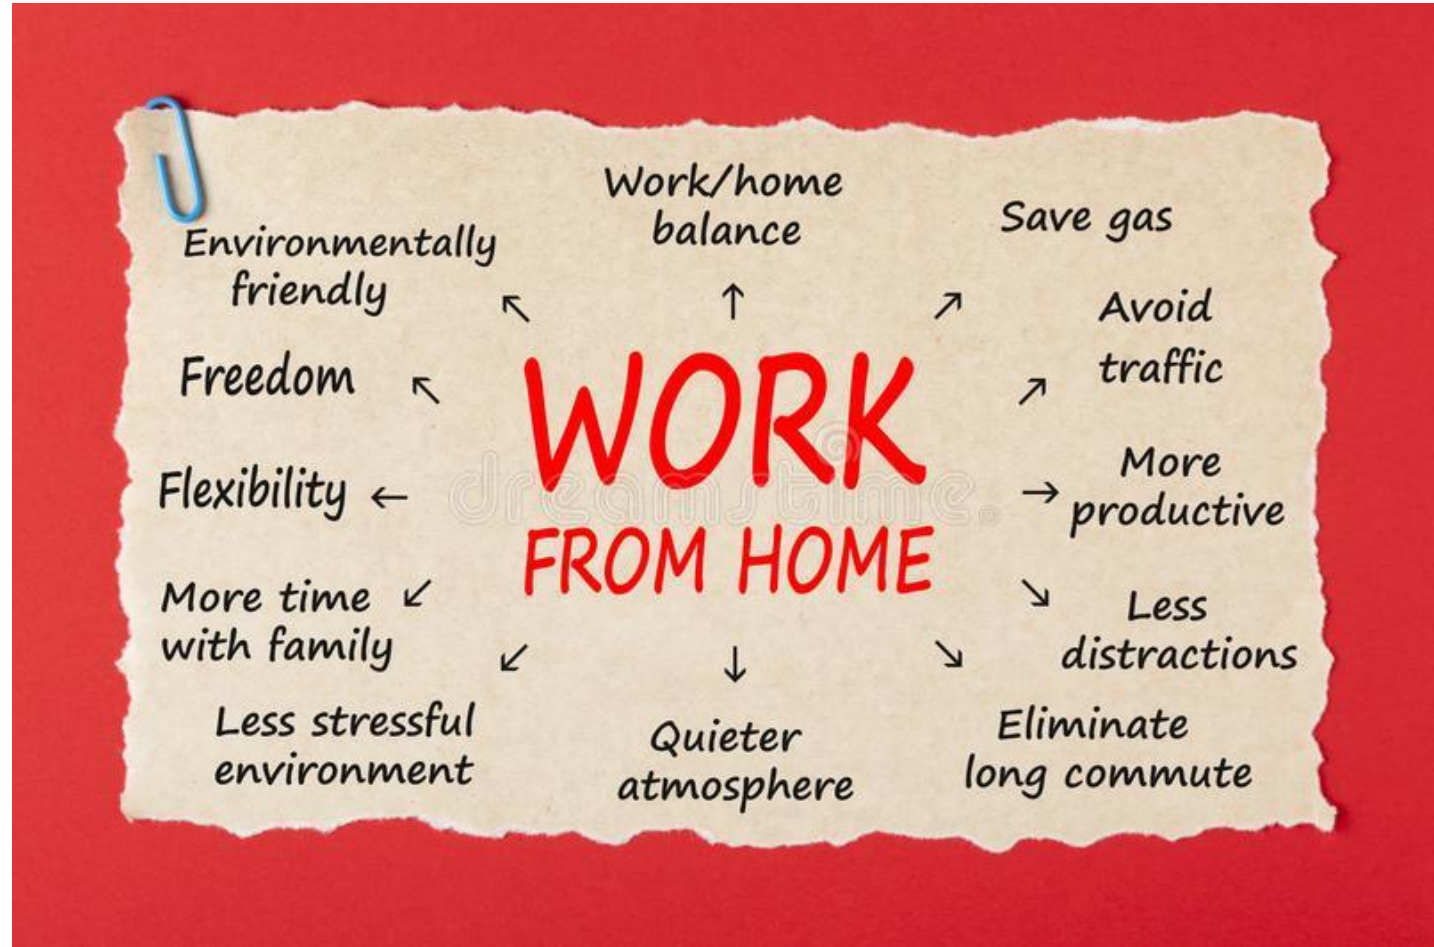 Work/home
balance
Save gas
Environmentally
friendly
Avoid
traffic
Freedom
WORK
More
productive
Flexibility
dreamstime.
FROM HOME
More time
with family
Less
distractions
Less stressful
environment
Quieter
atmosphere
Eliminate
long commute